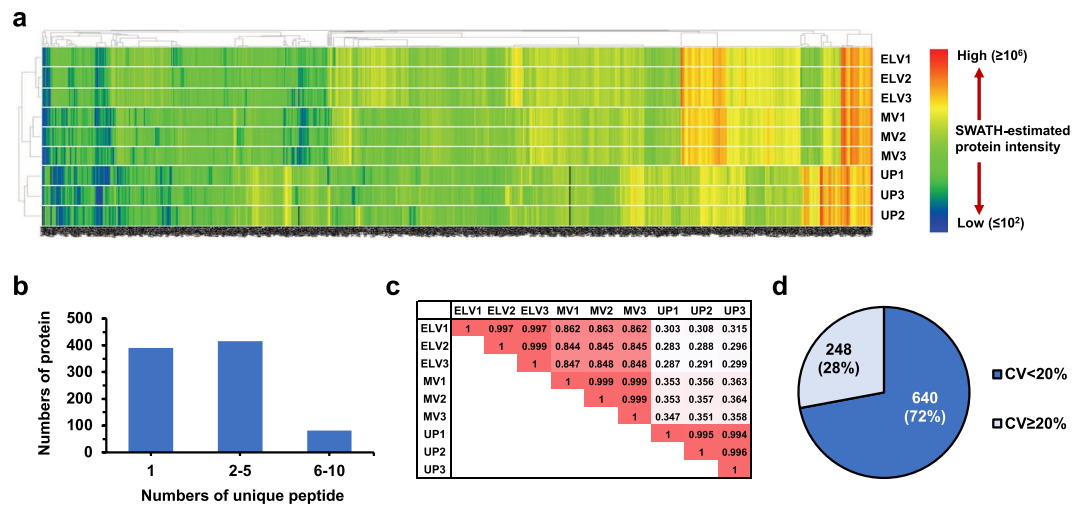 a
ELV1
ELV2
ELV3
MV1
MV2
MV3
UP1
UP3
UP2
High (≥10⁶)
SWATH-estimated
protein intensity
Low (≤10²)
b
Numbers of protein
500
400
300
200
100
0
1 2-5 6-10
Numbers of unique peptide
c
ELV1 ELV2 ELV3 MV1 MV2 MV3 UP1 UP2 UP3
ELV1 1 0.997 0.997 0.862 0.863 0.862 0.303 0.308 0.315
ELV2 1 0.999 0.844 0.845 0.845 0.283 0.288 0.296
ELV3 1 0.847 0.848 0.848 0.287 0.291 0.299
MV1 1 0.999 0.999 0.353 0.356 0.363
MV2 1 0.999 0.353 0.357 0.364
MV3 1 0.347 0.351 0.358
UP1 1 0.995 0.994
UP2 1 0.996
UP3 1
d
248
(28%)
640
(72%)
CV<20%
CV≥20%